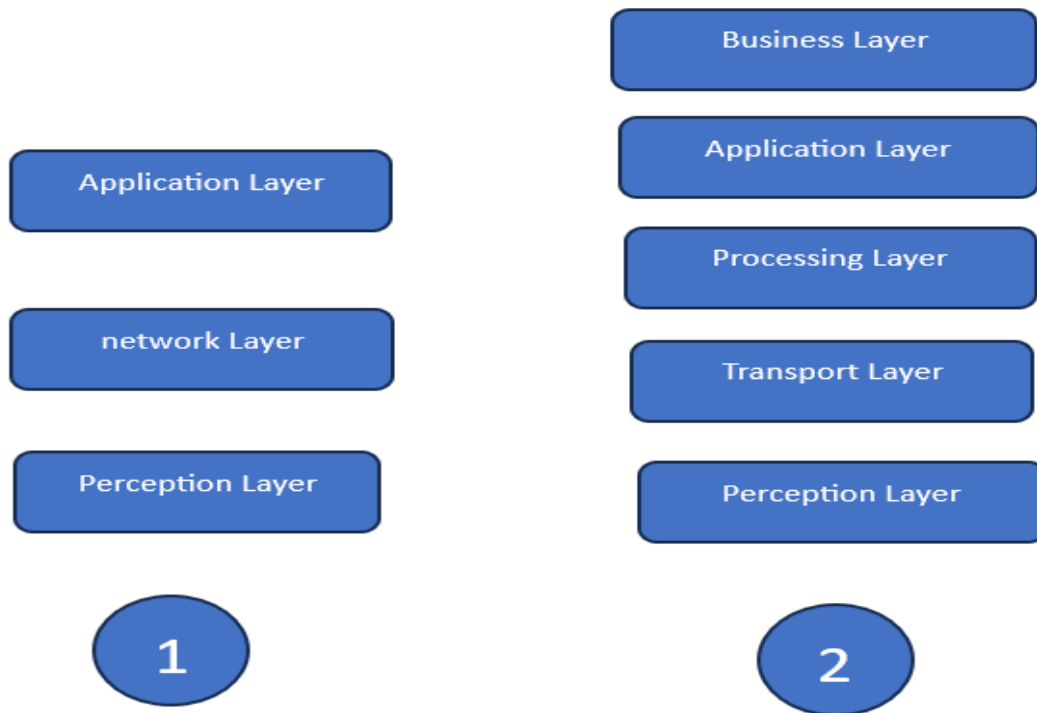 Application Layer
network Layer
Perception Layer
1
Business Layer
Application Layer
Processing Layer
Transport Layer
Perception Layer
2